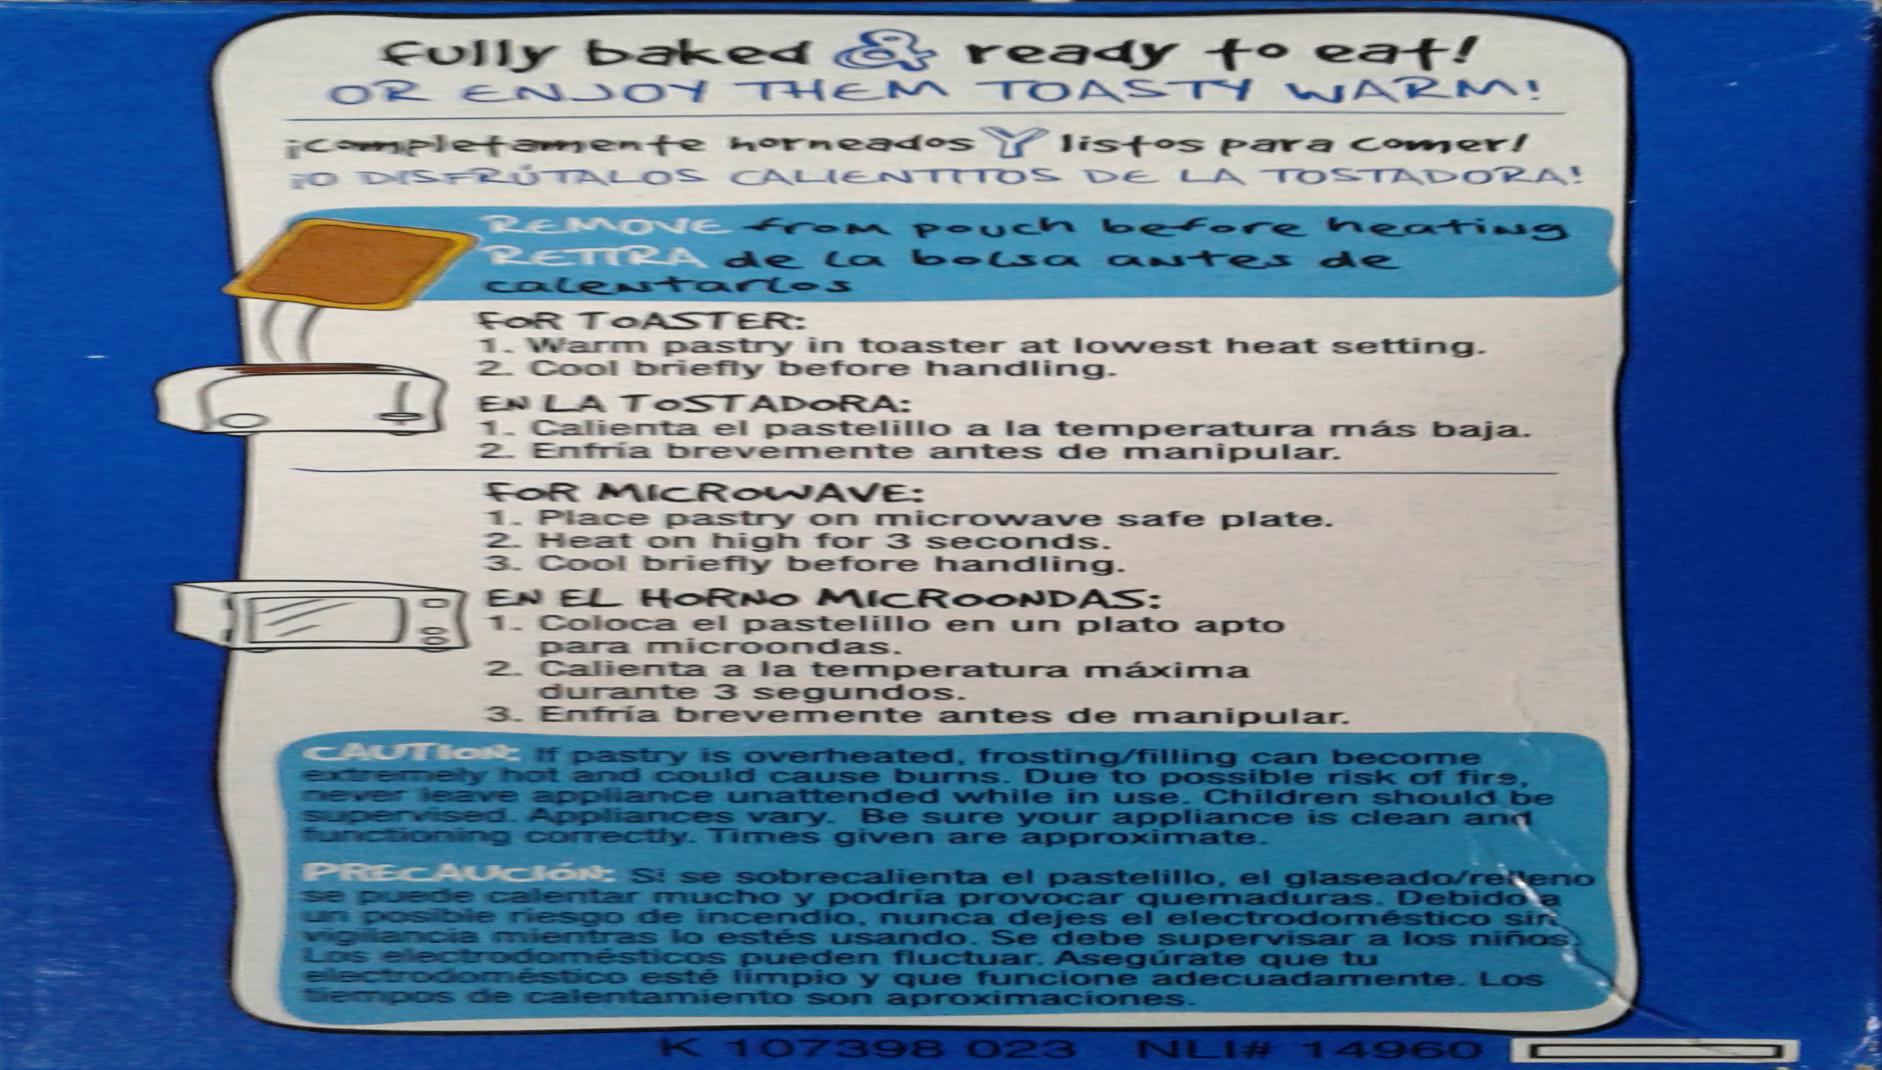 fully baked & ready to eat!
OR ENJOY THEM TOASTY WARM!
¡completamente horneados Y listos para comer!
¡O DISFRÚTALOS CALIENTITOS DE LA TOSTADORA!
REMOVE from pouch before heating
RETIRA de la bolsa antes de
calentarlos
FOR TOASTER:
1. Warm pastry in toaster at lowest heat setting.
2. Cool briefly before handling.
EN LA TOSTADORA:
1. Calienta el pastelillo a la temperatura más baja.
2. Enfría brevemente antes de manipular.
FOR MICROWAVE:
1. Place pastry on microwave safe plate.
2. Heat on high for 3 seconds.
3. Cool briefly before handling.
EN EL HORNO MICROONDAS:
1. Coloca el pastelillo en un plato apto
para microondas.
2. Calienta a la temperatura máxima
durante 3 segundos.
3. Enfría brevemente antes de manipular.
CAUTION: If pastry is overheated, frosting/filling can become
extremely hot and could cause burns. Due to possible risk of fire,
never leave appliance unattended while in use. Children should be
supervised. Appliances vary. Be sure your appliance is clean and
functioning correctly. Times given are approximate.
PRECAUCIÓN: Si se sobrecalienta el pastelillo, el glaseado/relleno
se puede calentar mucho y podría provocar quemaduras. Debido a
un posible riesgo de incendio, nunca dejes el electrodoméstico sin
vigilancia mientras lo estés usando. Se debe supervisar a los niños.
Los electrodomésticos pueden fluctuar. Asegúrate que tu
electrodoméstico esté limpio y que funcione adecuadamente. Los
tiempos de calentamiento son aproximaciones.
K 107398 023 NLI# 14960